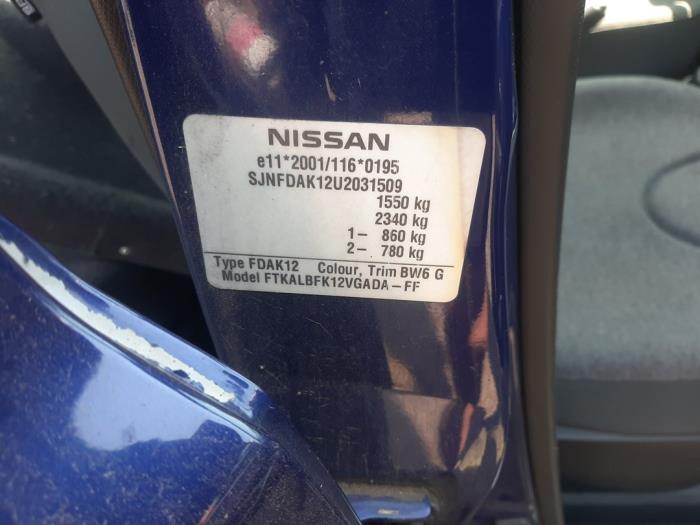 NISSAN
e11*2001/116*0195
SJNFDAK12U2031509
1550 kg
2340 kg
1- 860 kg
2- 780 kg
Type FDAK12 Colour, Trim BW6 G
Model FTKALBFK12VGADA-FF